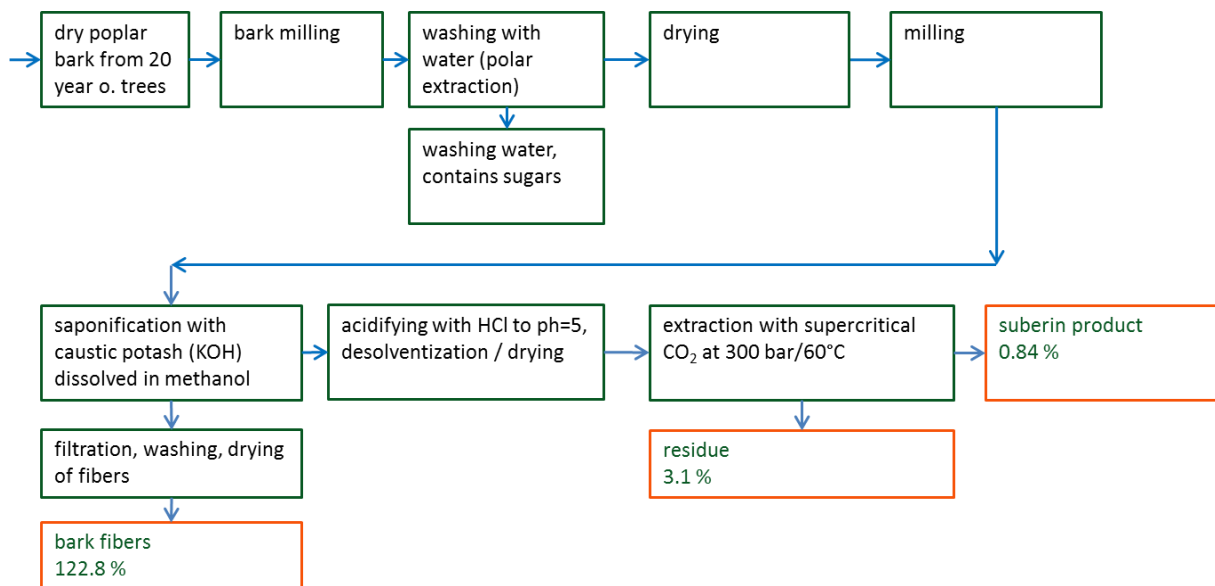 dry poplar
bark from 20
year o. trees
bark milling
washing with
water (polar
extraction)
drying
milling
washing water,
contains sugars
saponification with
caustic potash (KOH)
dissolved in methanol
acidifying with HCl to ph=5,
desolventization / drying
extraction with supercritical
CO₂ at 300 bar/60°C
suberin product
0.84 %
filtration, washing, drying
of fibers
residue
3.1 %
bark fibers
122.8 %